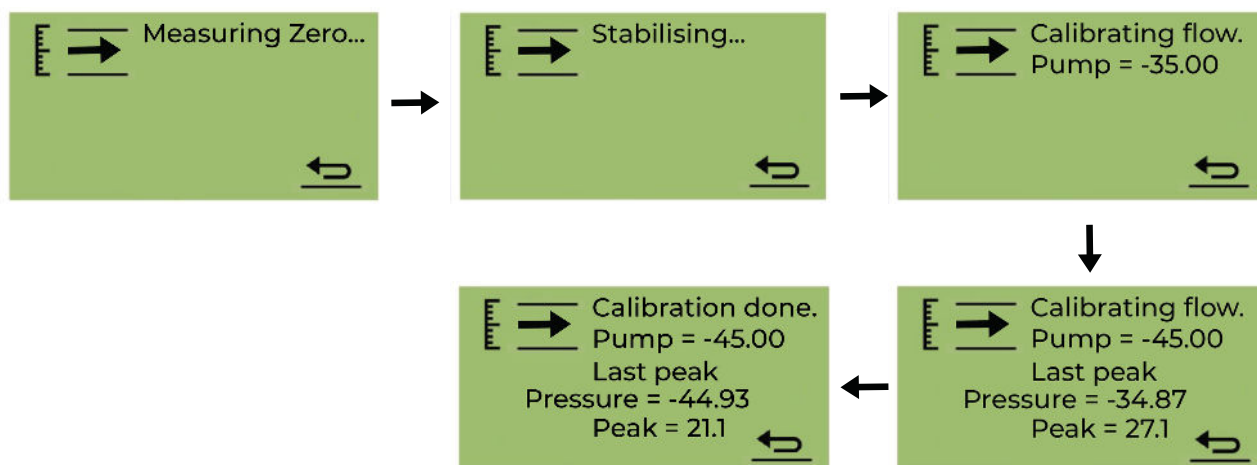 Measuring Zero...
Stabilising...
Calibrating flow.
Pump = -35.00
Calibrating flow.
Pump = -45.00
Last peak
Pressure = -34.87
Peak = 27.1
Calibration done.
Pump = -45.00
Last peak
Pressure = -44.93
Peak = 21.1